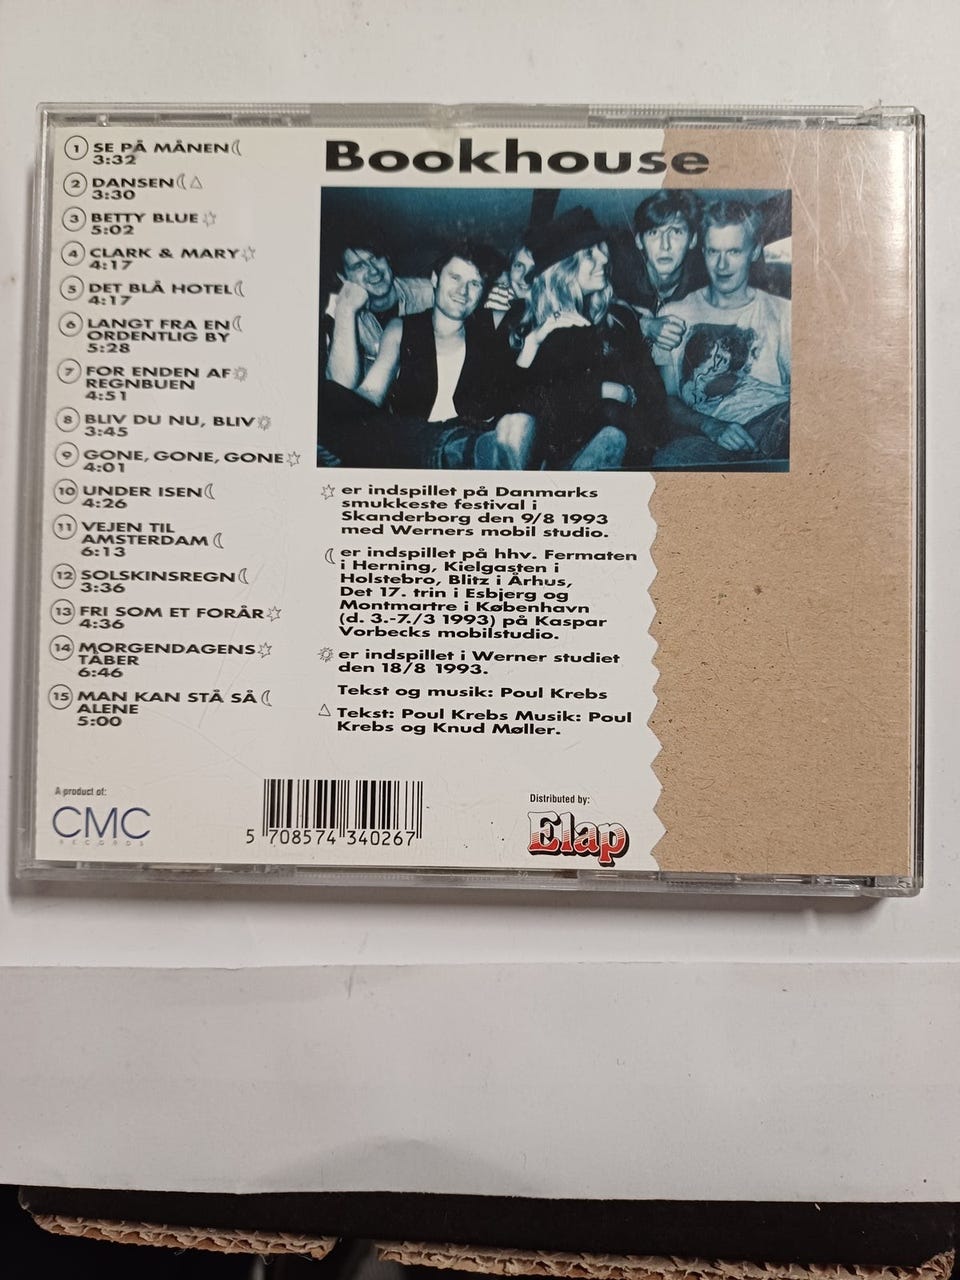 1 SE PÅ MÅNEN
3:32
2 DANSEN
3:30
3 BETTY BLUE
5:02
4 CLARK & MARY
4:17
5 DET BLÅ HOTEL
4:17
6 LANGT FRA EN
ORDENTLIG BY
5:28
7 FOR ENDEN AF
REGNBUEN
4:51
8 BLIV DU NU, BLIV
3:45
9 GONE, GONE, GONE
4:01
10 UNDER ISEN
4:26
11 VEJEN TIL
AMSTERDAM
6:13
12 SOLSKINSREGN
3:36
13 FRI SOM ET FORÅR
4:36
14 MORGENDAGENS
TÅBER
6:46
15 MAN KAN STÅ SÅ
ALENE
5:00
Bookhouse
er indspillet på Danmarks
smukkeste festival i
Skanderborg den 9/8 1993
med Werners mobil studio.
er indspillet på hhv. Fermaten
i Herning, Kielgasten i
Holstebro, Blitz i Århus,
Det 17. trin i Esbjerg og
Montmartre i København
(d. 3.-7./3 1993) på Kaspar
Vorbecks mobilstudio.
er indspillet i Werner studiet
den 18/8 1993.
Tekst og musik: Poul Krebs
Tekst: Poul Krebs Musik: Poul
Krebs og Knud Møller.
A product of:
CMC
RECORDS
5 708574 340267
Distributed by:
Elap